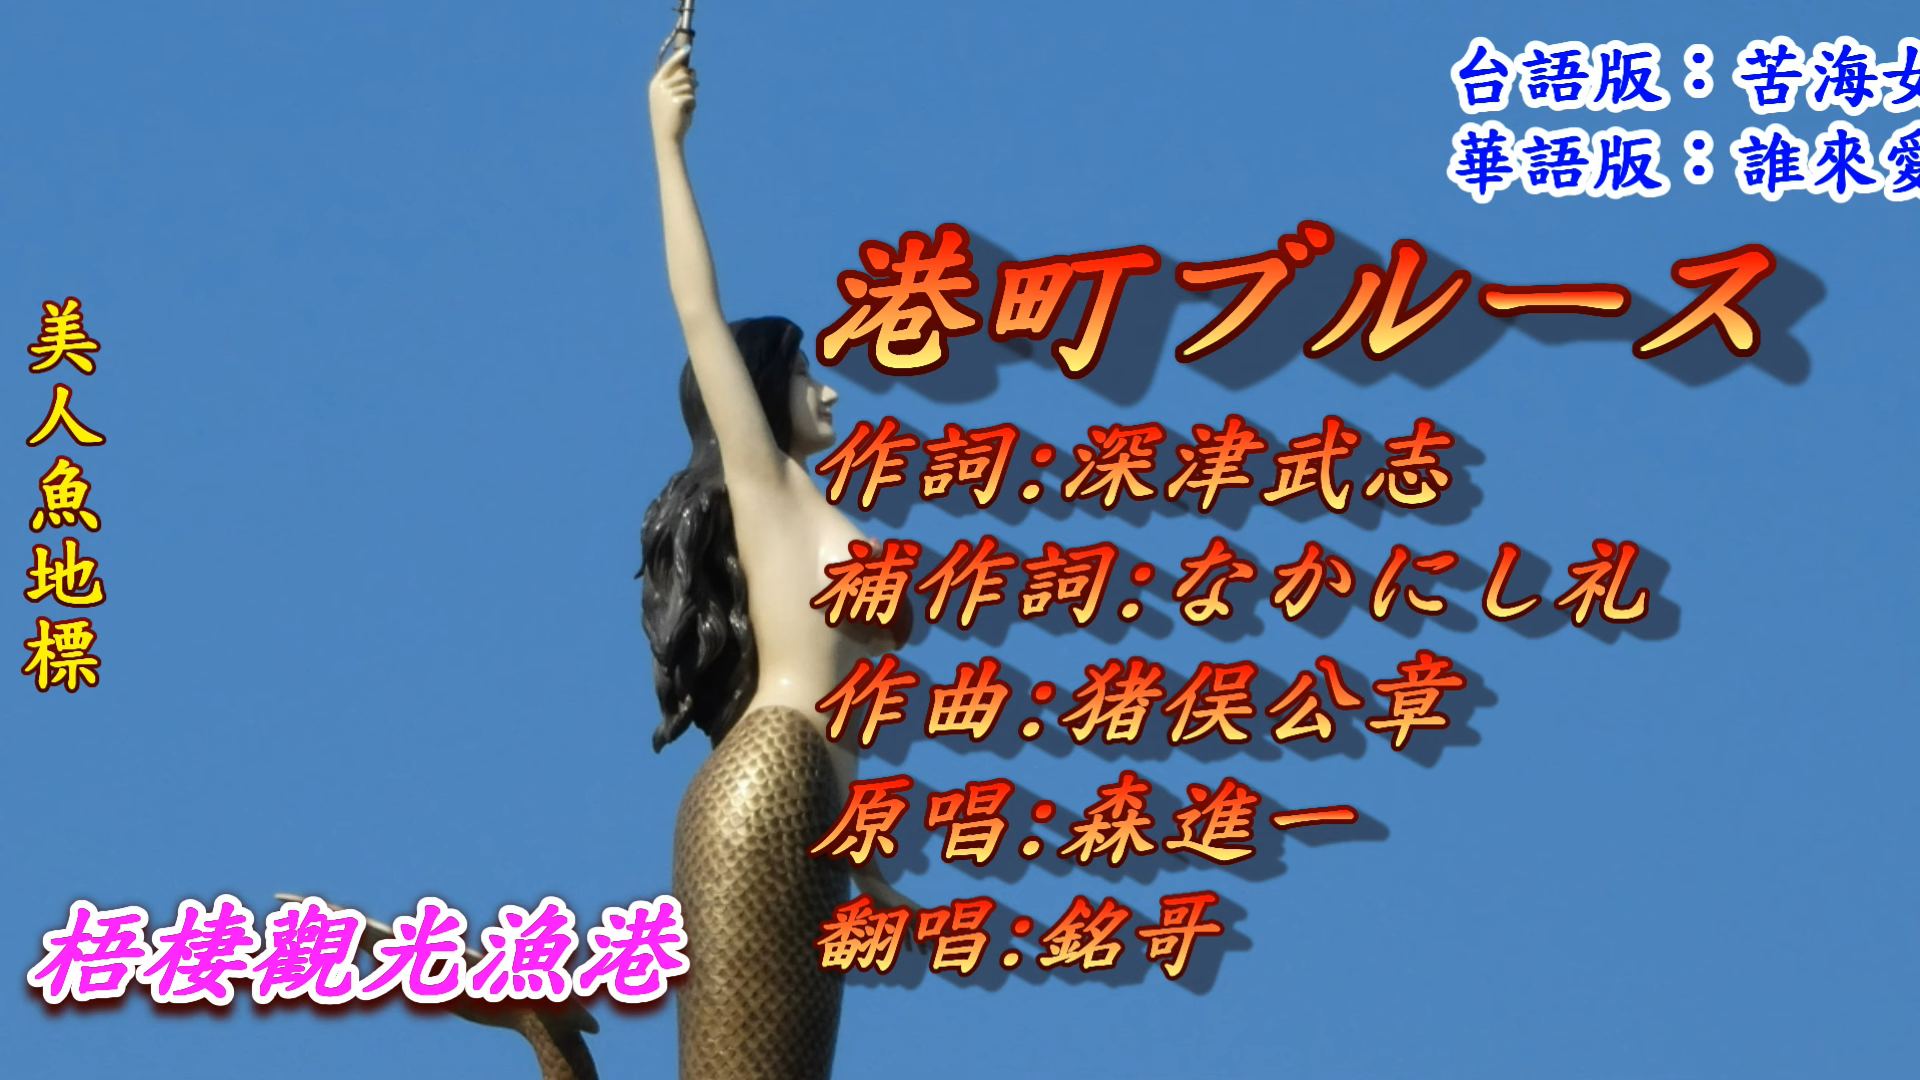 台語版：苦海女
華語版：誰來愛
港町ブルース
作詞:深津武志
補作詞:なかにし礼
作曲:猪俣公章
原唱:森進一
翻唱:銘哥
美人魚地標
梧棲觀光漁港